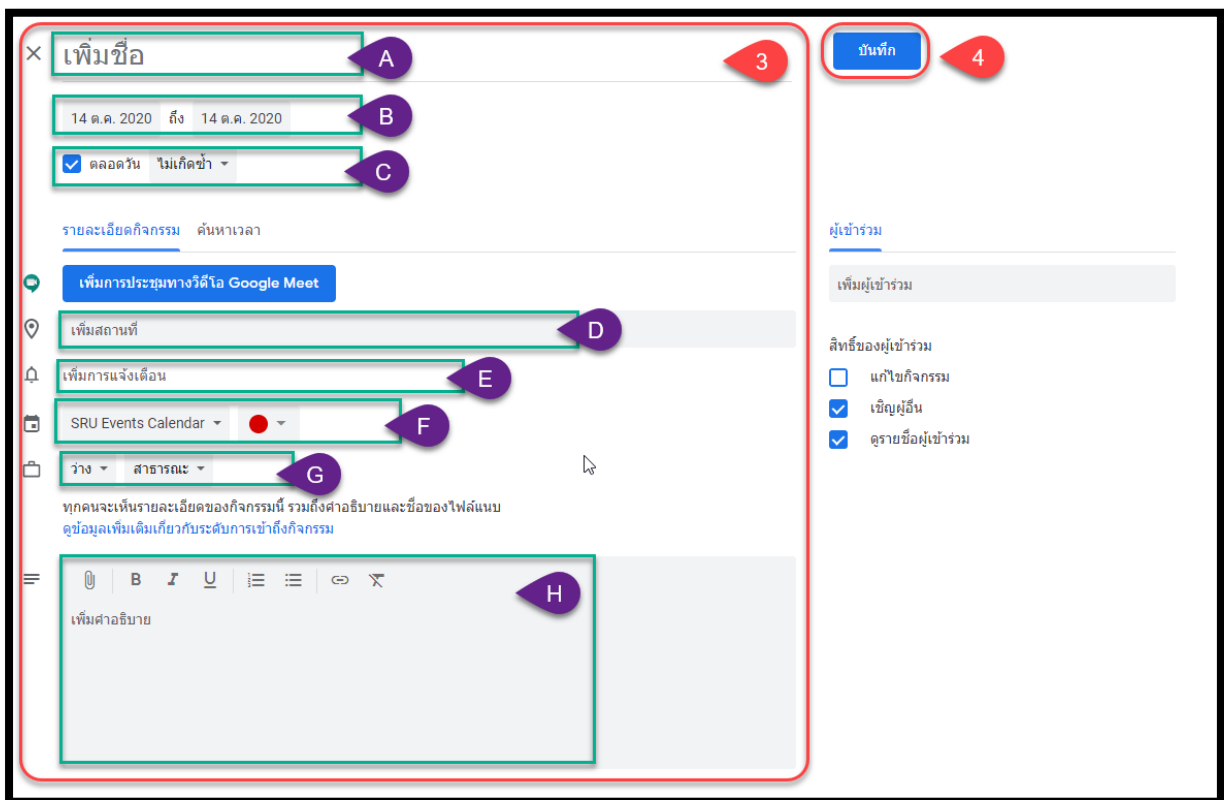 เพิ่มชื่อ
A
3
บันทึก
4
14 ต.ค. 2020 ถึง 14 ต.ค. 2020
B
ตลอดวัน ไม่เกิดซ้ำ
C
รายละเอียดกิจกรรม ค้นหาเวลา
ผู้เข้าร่วม
เพิ่มการประชุมทางวิดีโอ Google Meet
เพิ่มผู้เข้าร่วม
เพิ่มสถานที่
D
สิทธิ์ของผู้เข้าร่วม
เพิ่มการแจ้งเตือน
E
แก้ไขกิจกรรม
เชิญผู้อื่น
SRU Events Calendar
F
ดูรายชื่อผู้เข้าร่วม
ว่าง สาธารณะ
G
ทุกคนจะเห็นรายละเอียดของกิจกรรมนี้ รวมถึงคำอธิบายและชื่อของไฟล์แนบ
ดูข้อมูลเพิ่มเติมเกี่ยวกับระดับการเข้าถึงกิจกรรม
B I U
H
เพิ่มคำอธิบาย